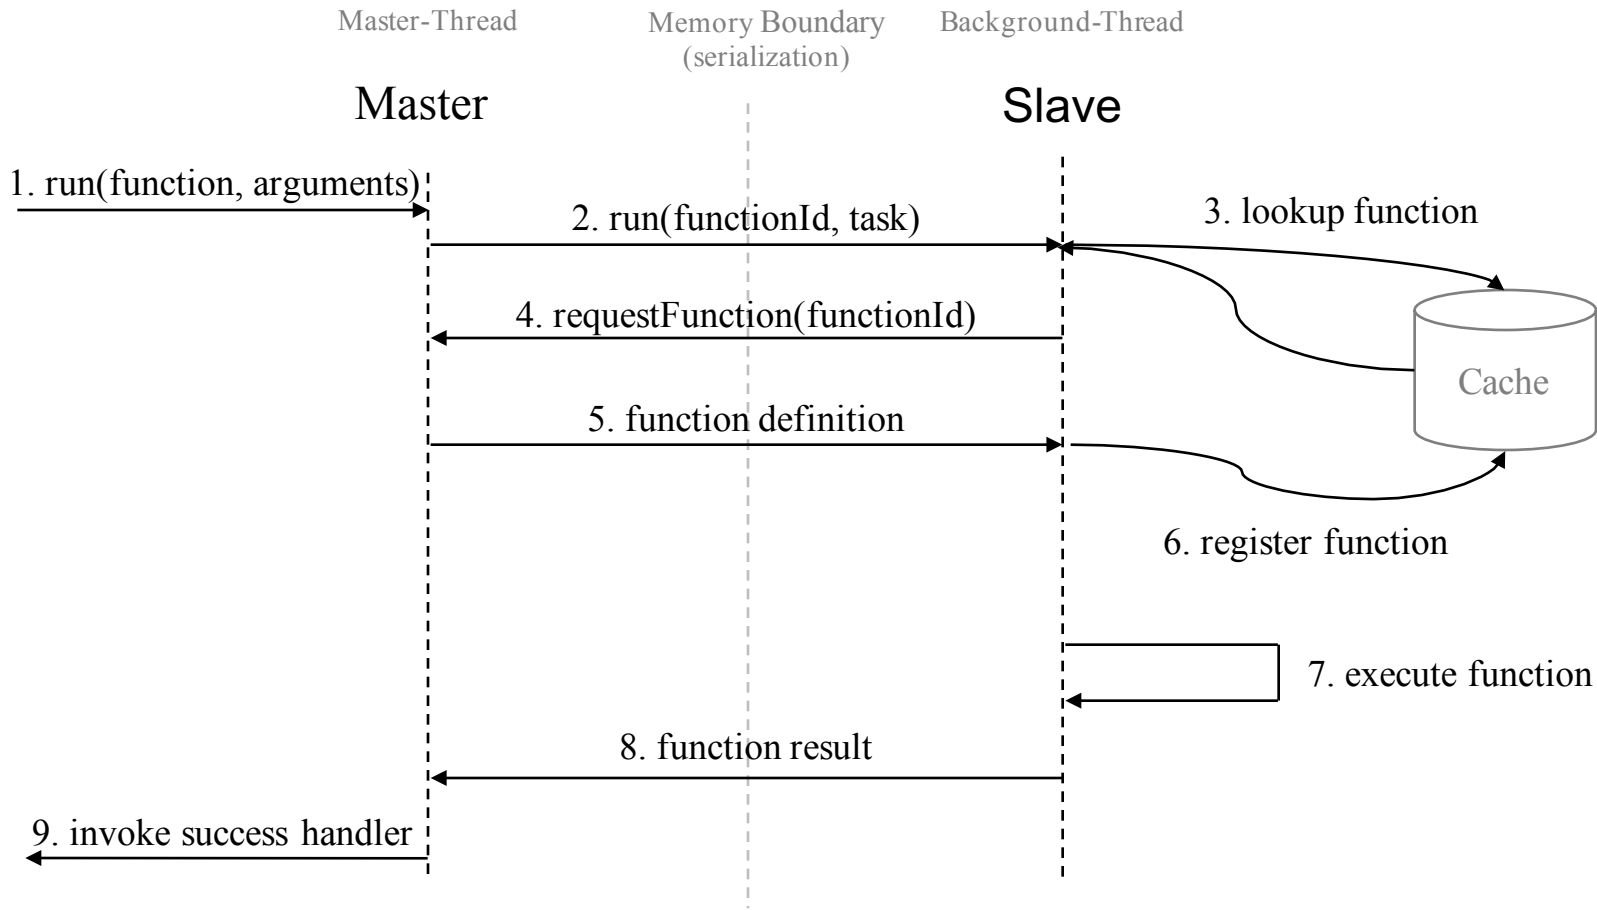 Master-Thread
Memory Boundary
(serialization)
Background-Thread
Master
Slave
1. run(function, arguments)
2. run(functionId, task)
3. lookup function
4. requestFunction(functionId)
Cache
5. function definition
6. register function
7. execute function
8. function result
9. invoke success handler